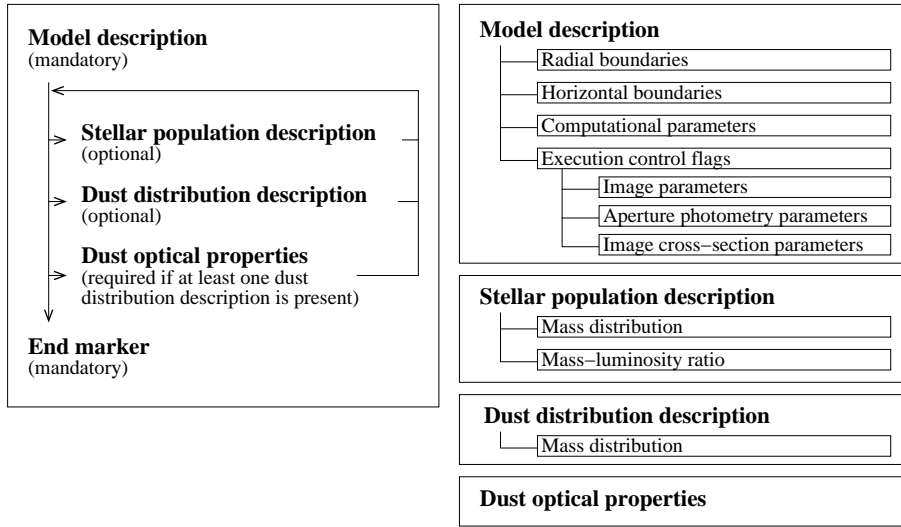 Model description
(mandatory)
Stellar population description
(optional)
Dust distribution description
(optional)
Dust optical properties
(required if at least one dust
distribution description is present)
End marker
(mandatory)
Model description
Radial boundaries
Horizontal boundaries
Computational parameters
Execution control flags
Image parameters
Aperture photometry parameters
Image cross−section parameters
Stellar population description
Mass distribution
Mass−luminosity ratio
Dust distribution description
Mass distribution
Dust optical properties